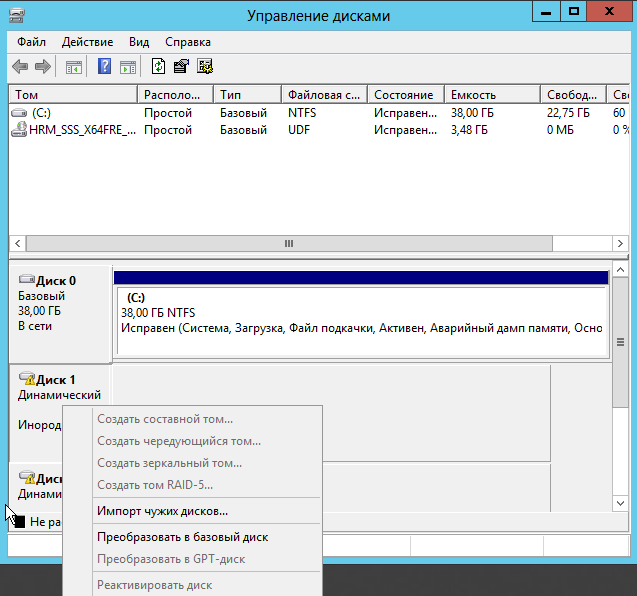 Управление дисками
Файл Действие Вид Справка
Том Располо... Тип Файловая с... Состояние Емкость Свобод... Сво
(C:) Простой Базовый NTFS Исправен... 38,00 ГБ 22,75 ГБ 60
HRM_SSS_X64FRE_... Простой Базовый UDF Исправен... 3,48 ГБ 0 МБ 0 %
Диск 0
Базовый
38,00 ГБ
В сети
(C:)
38,00 ГБ NTFS
Исправен (Система, Загрузка, Файл подкачки, Активен, Аварийный дамп памяти, Осно
Диск 1
Динамический
Инород
Диск
Динами
Не ра
Создать составной том...
Создать чередующийся том...
Создать зеркальный том...
Создать том RAID-5...
Импорт чужих дисков...
Преобразовать в базовый диск
Преобразовать в GPT-диск
Реактивировать диск